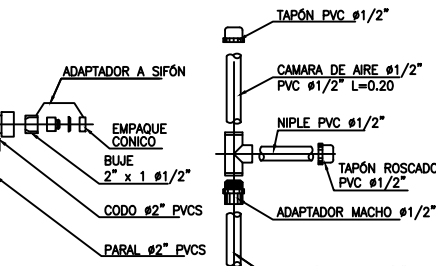 TAPÓN PVC ø1/2"
ADAPTADOR A SIFÓN
CAMARA DE AIRE ø1/2"
PVC ø1/2" L=0.20
EMPAQUE
CONICO
NIPLE PVC ø1/2"
BUJE
2" x 1 ø1/2"
TAPÓN ROSCADO
PVC ø1/2"
CODO ø2" PVCS
ADAPTADOR MACHO ø1/2"
PARAL ø2" PVCS